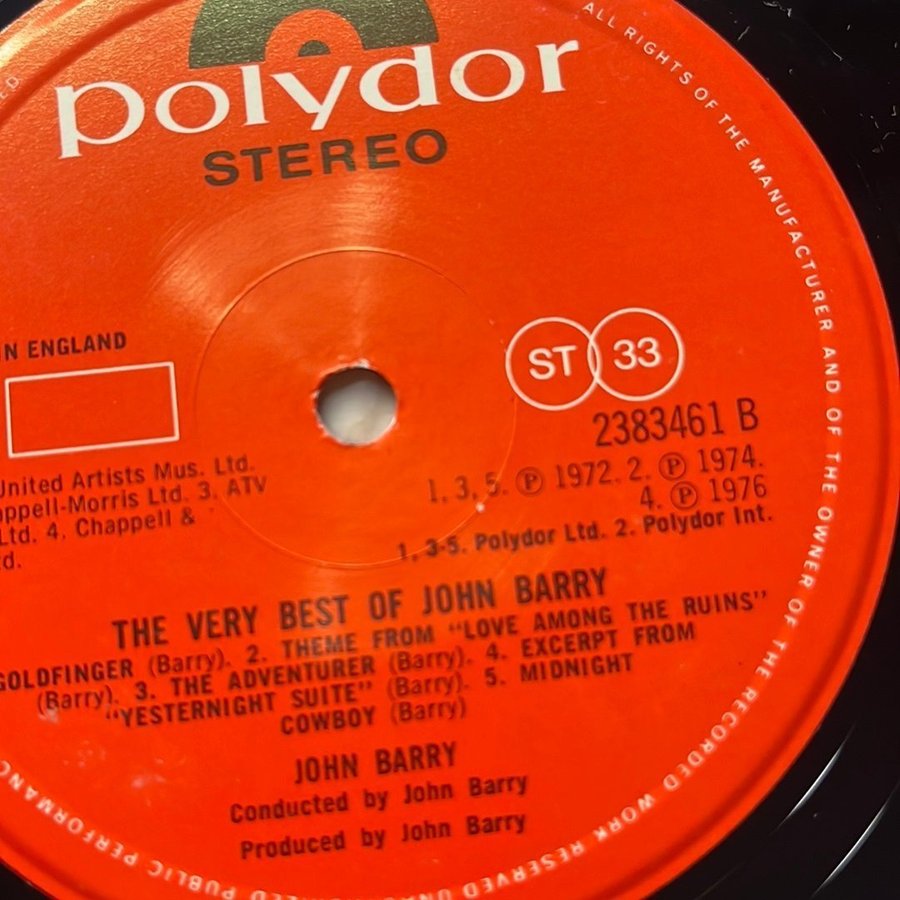 polydor
STEREO
ALL RIGHTS OF THE MANUFACTURER AND OF THE OWNER OF THE RECORDED WORK RESERVED
PUBLIC PERFORMANC
N ENGLAND
ST 33
2383461 B
United Artists Mus. Ltd.
appell-Morris Ltd. 3. ATV
Ltd. 4. Chappell &
d.
1, 3, 5. Ⓟ 1972. 2. Ⓟ 1974.
4. Ⓟ 1976
1, 3-5. Polydor Ltd. 2. Polydor Int.
THE VERY BEST OF JOHN BARRY
GOLDFINGER (Barry). 2. THEME FROM "LOVE AMONG THE RUINS"
(Barry). 3. THE ADVENTURER (Barry). 4. EXCERPT FROM
"YESTERNIGHT SUITE" (Barry). 5. MIDNIGHT
COWBOY (Barry)
JOHN BARRY
Conducted by John Barry
Produced by John Barry